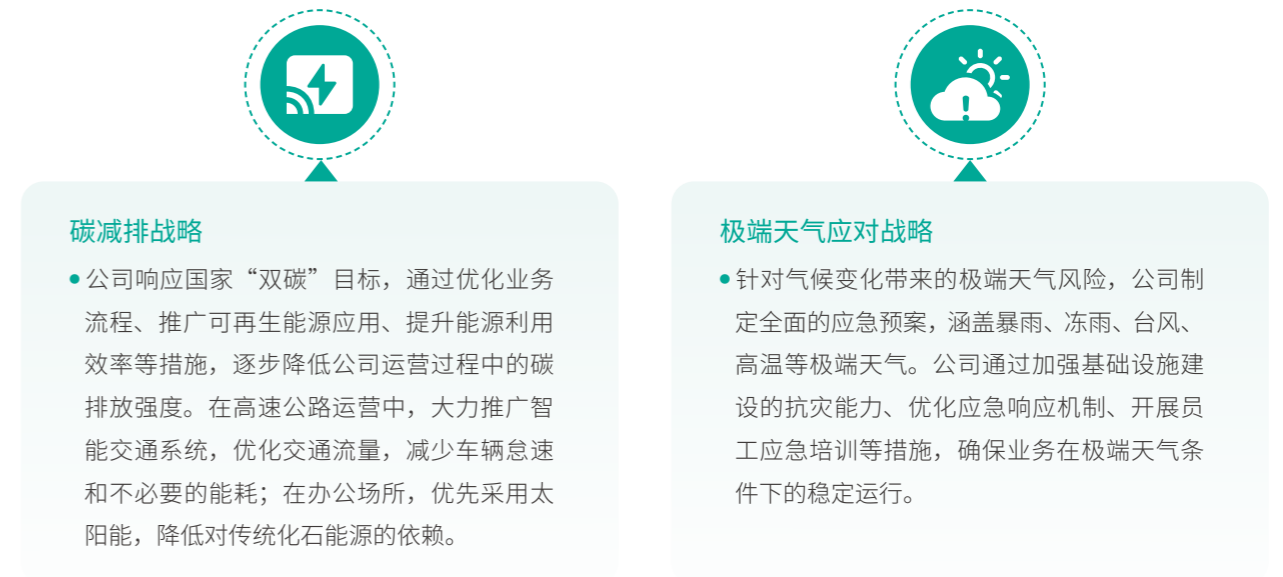 碳减排战略
公司响应国家“双碳”目标，通过优化业务
流程、推广可再生能源应用、提升能源利用
效率等措施，逐步降低公司运营过程中的碳
排放强度。在高速公路运营中，大力推广智
能交通系统，优化交通流量，减少车辆怠速
和不必要的能耗；在办公场所，优先采用太
阳能，降低对传统化石能源的依赖。
极端天气应对战略
针对气候变化带来的极端天气风险，公司制
定全面的应急预案，涵盖暴雨、冻雨、台风、
高温等极端天气。公司通过加强基础设施建
设的抗灾能力、优化应急响应机制、开展员
工应急培训等措施，确保业务在极端天气条
件下的稳定运行。